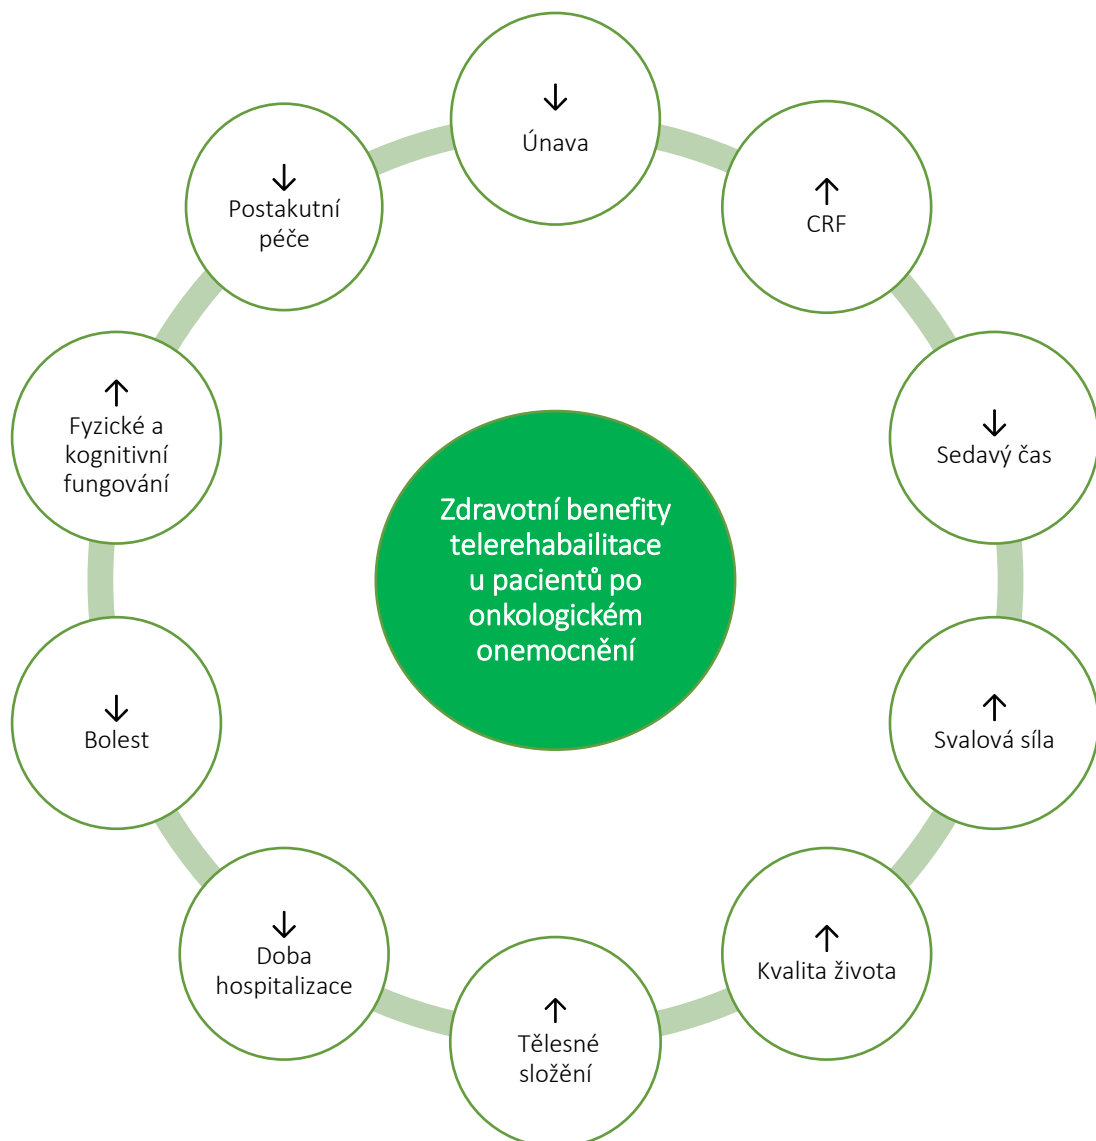 ↓
Únava
↑
CRF
↓
Sedavý čas
↑
Svalová síla
↑
Kvalita života
↑
Tělesné
složení
↓
Doba
hospitalizace
↓
Bolest
↑
Fyzické a
kognitivní
fungování
↓
Postakutní
péče
Zdravotní benefity
telerehabailitace
u pacientů po
onkologickém
onemocnění